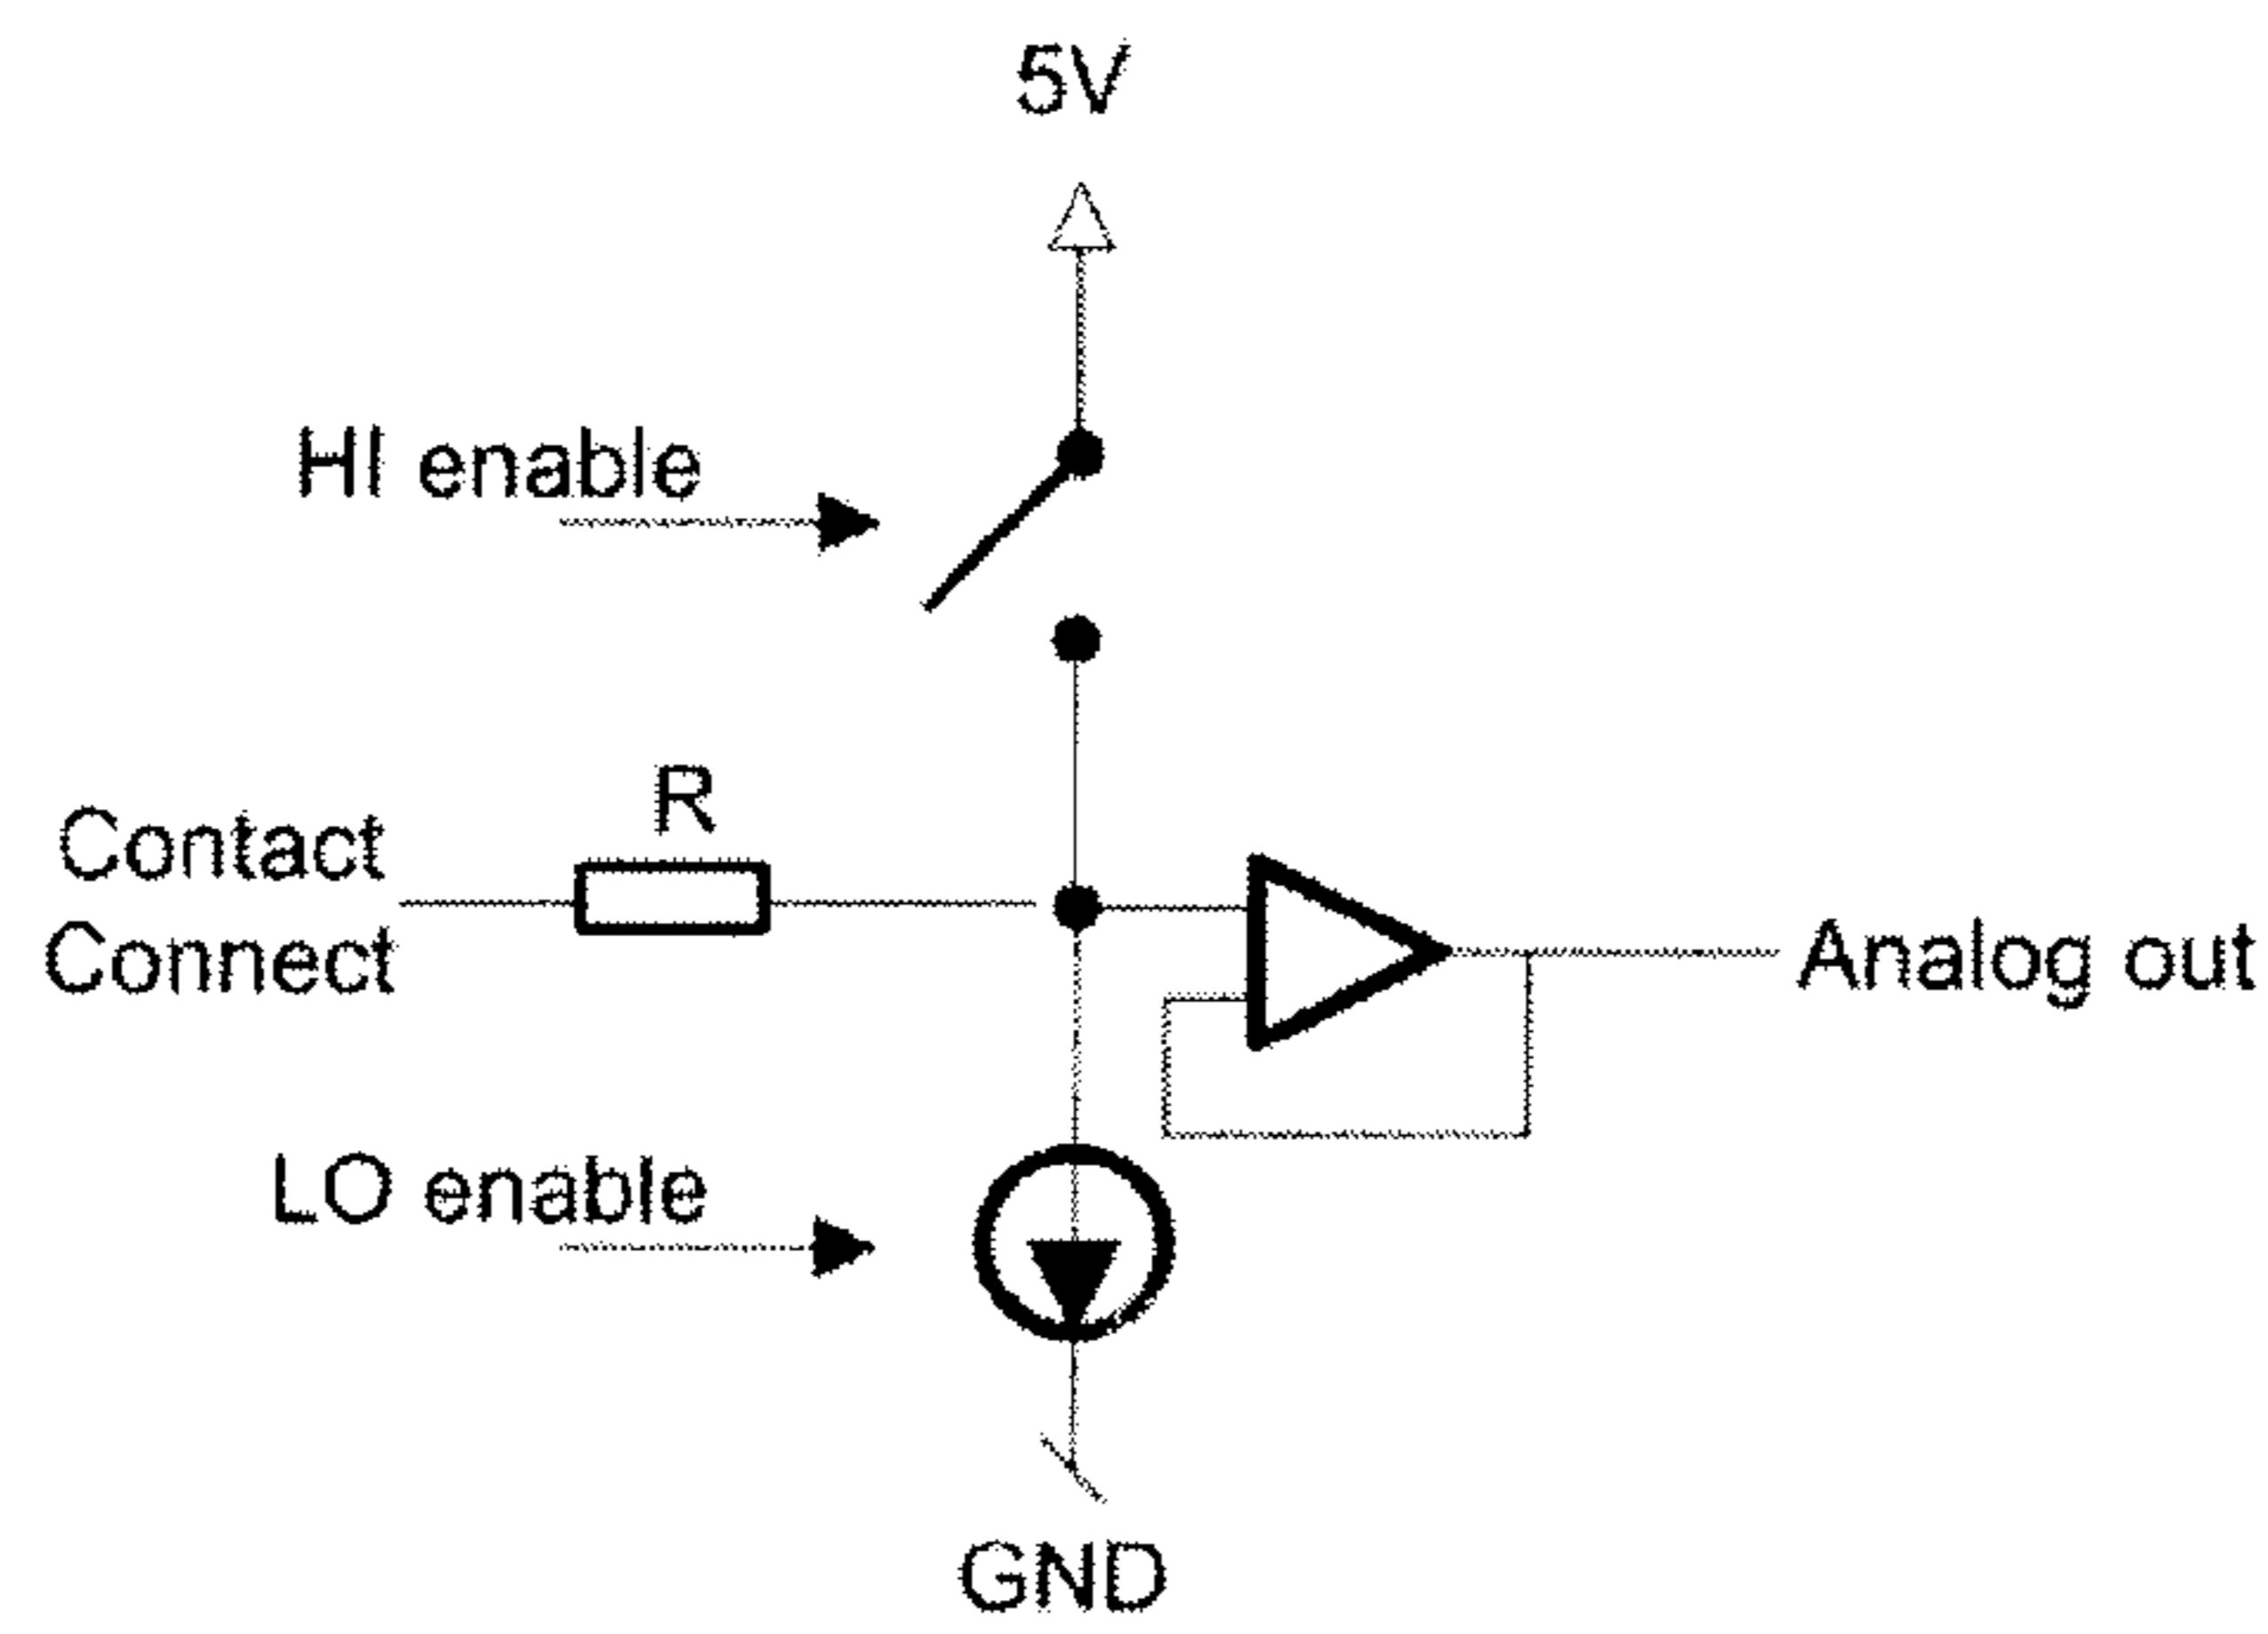 5V
HI enable
R
Contact
Connect
Analog out
LO enable
GND